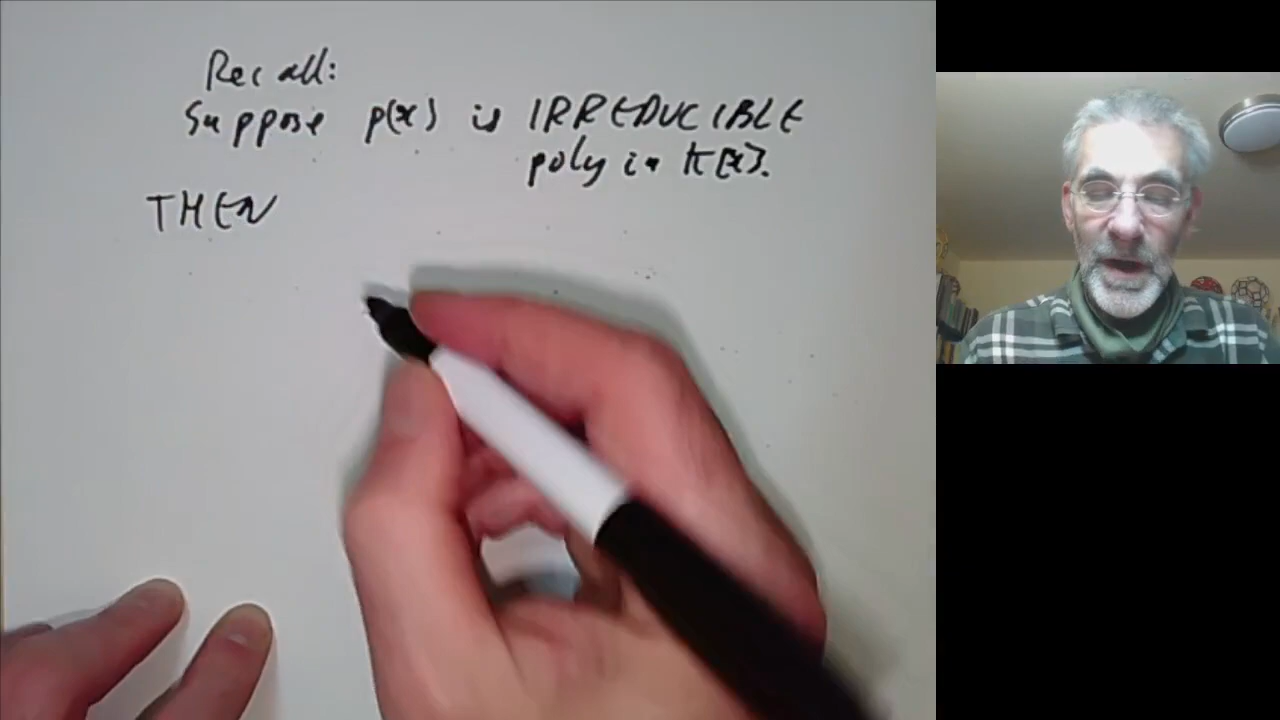 Recall:
Suppose p(x) is IRREDUCIBLE
poly in K[x].
THEN